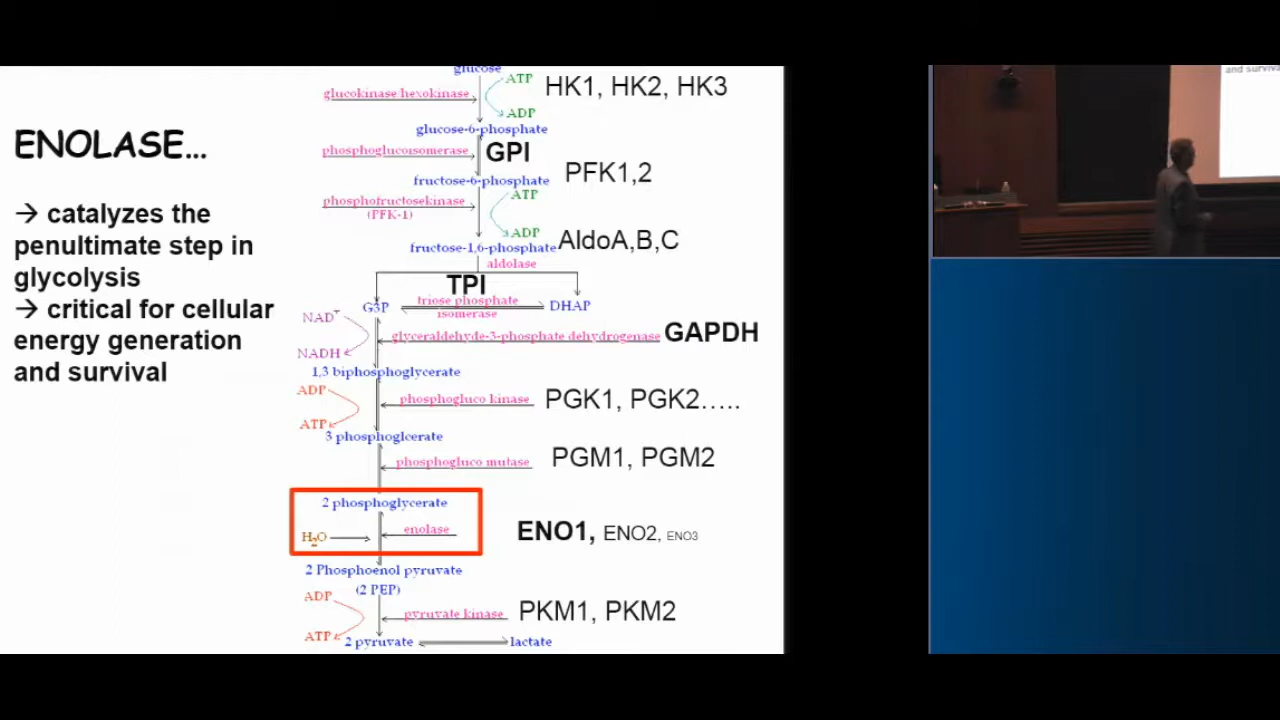 ENOLASE...
→ catalyzes the
penultimate step in
glycolysis
→ critical for cellular
energy generation
and survival
glucose
ATP
HK1, HK2, HK3
glucokinase/hexokinase
ADP
glucose-6-phosphate
phosphoglucoisomerase
GPI
fructose-6-phosphate
PFK1,2
ATP
phosphofructosekinase
(PFK-1)
ADP
fructose-1,6-phosphate
AldoA,B,C
aldolase
TPI
G3P
triose phosphate
isomerase
DHAP
NAD+
glyceraldehyde-3-phosphate dehydrogenase
GAPDH
NADH
1,3 biphosphoglycerate
ADP
phosphogluco kinase
PGK1, PGK2.....
ATP
3 phosphoglcerate
phosphogluco mutase
PGM1, PGM2
2 phosphoglycerate
H2O
enolase
ENO1, ENO2, ENO3
2 Phosphoenol pyruvate
(2 PEP)
ADP
pyruvate kinase
PKM1, PKM2
ATP
2 pyruvate
lactate
and surviva